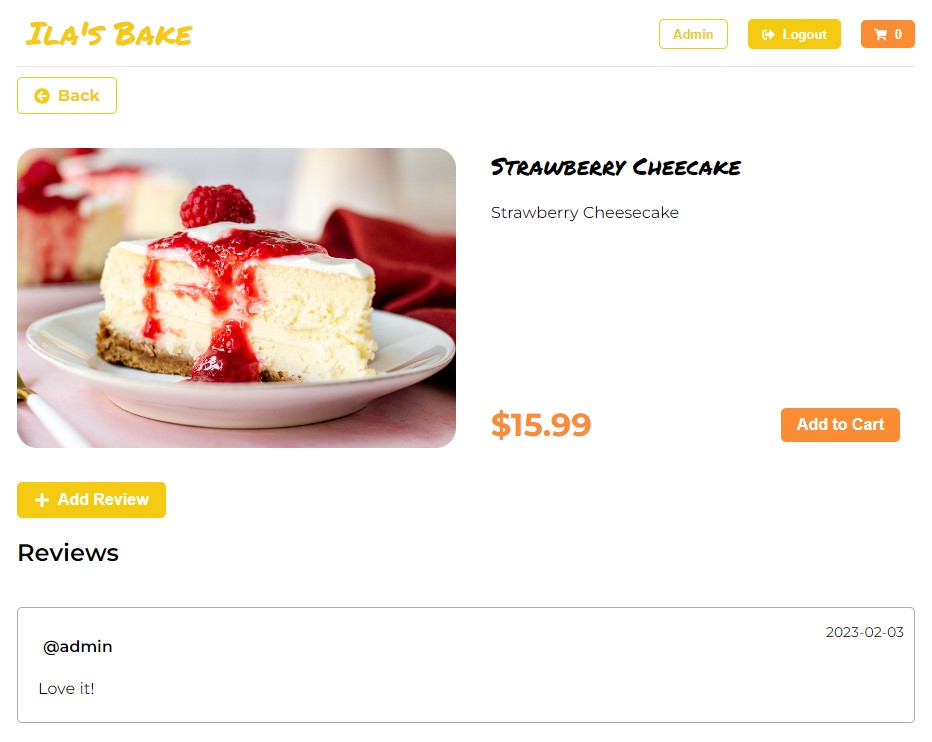 Ila's Bake
Admin
Logout
0
Back
Strawberry Cheecake
Strawberry Cheesecake
$15.99
Add to Cart
Add Review
Reviews
@admin
2023-02-03
Love it!